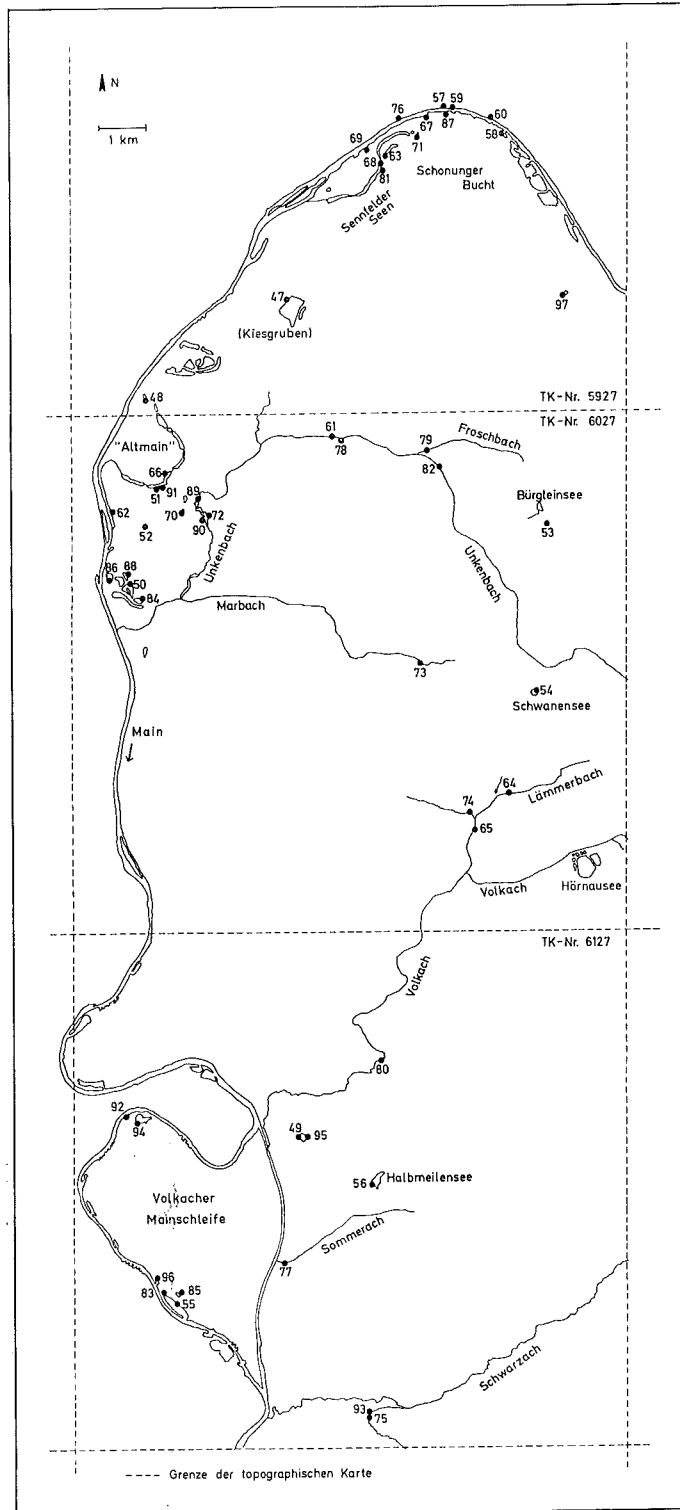 N
1 km
57
59
76
67
87
60
58
71
69
63
68
81
Schonunger
Bucht
Sennfelder
Seen
47
(Kiesgruben)
97
48
TK-Nr. 5927
TK-Nr. 6027
"Altmain"
61
78
79
Froschbach
82
66
51
91
89
62
70
72
52
90
Bürgleinsee
53
Unkenbach
Unkenbach
86
88
50
84
Marbach
73
54
Schwanensee
Main
64
74
Lämmerbach
65
Volkach
Hörnausee
TK-Nr. 6127
Volkach
80
92
94
49
95
56
Halbmeilensee
Volkacher
Mainschleife
Sommerach
77
96
83
85
55
Schwarzach
93
75
---- Grenze der topographischen Karte